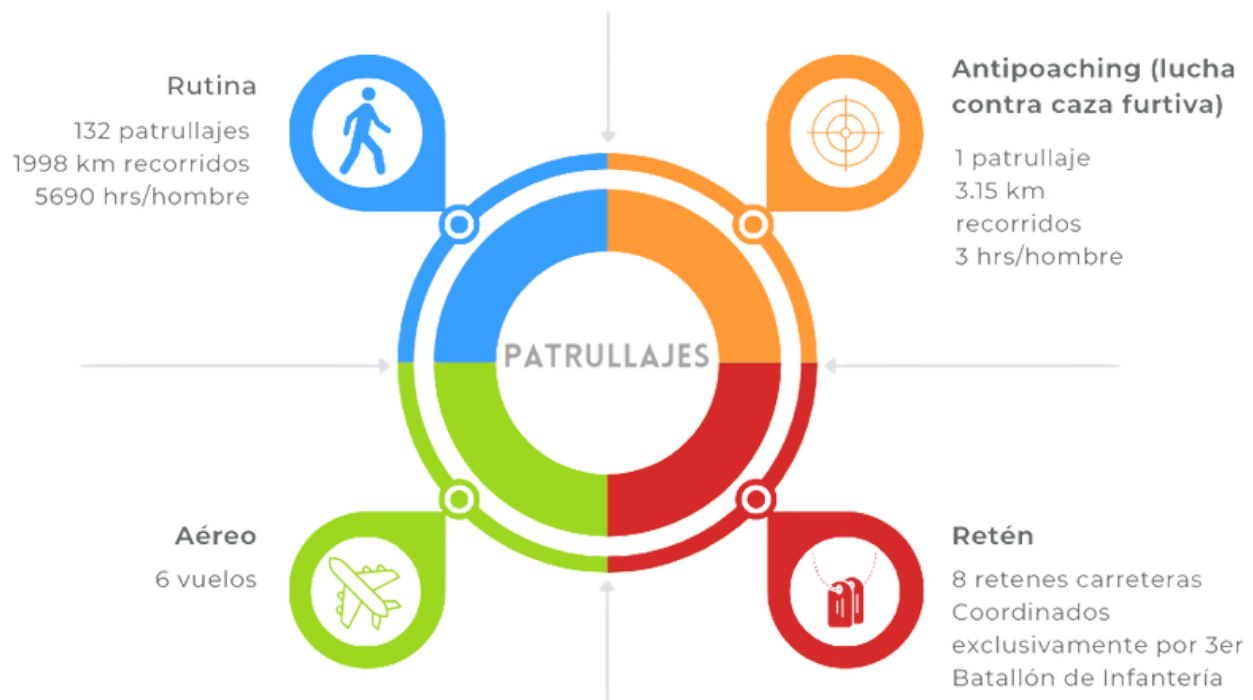 Rutina
132 patrullajes
1998 km recorridos
5690 hrs/hombre
Antipoaching (lucha
contra caza furtiva)
1 patrullaje
3.15 km
recorridos
3 hrs/hombre
PATRULLAJES
Aéreo
6 vuelos
Retén
8 retenes carreteras
Coordinados
exclusivamente por 3er
Batallón de Infantería